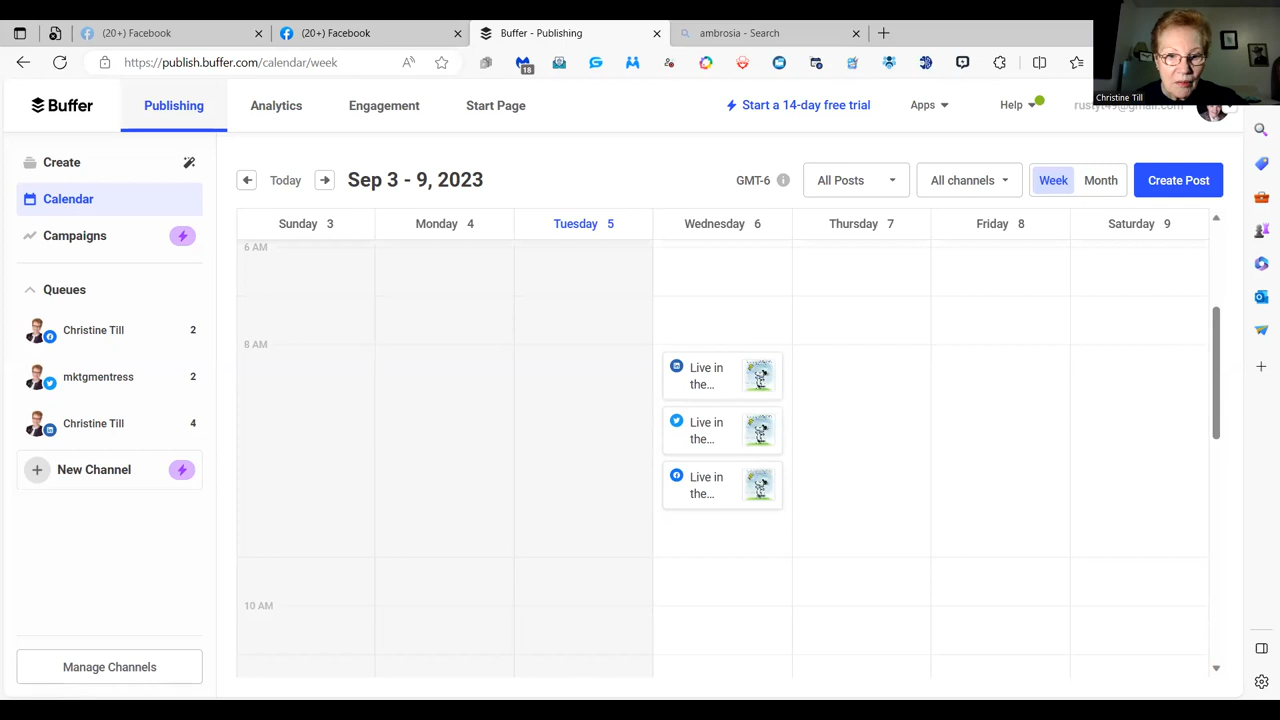 (20+) Facebook
(20+) Facebook
Buffer - Publishing
ambrosia - Search
https://publish.buffer.com/calendar/week
18
Christine Till
Buffer
Publishing
Analytics
Engagement
Start Page
Start a 14-day free trial
Apps
Help
Create
Calendar
Campaigns
Queues
Christine Till 2
mktgmentress 2
Christine Till 4
New Channel
Manage Channels
Today
Sep 3 - 9, 2023
GMT-6
All Posts
All channels
Week
Month
Create Post
Sunday 3
Monday 4
Tuesday 5
Wednesday 6
Thursday 7
Friday 8
Saturday 9
6 AM
8 AM
Live in
the...
Live in
the...
Live in
the...
10 AM